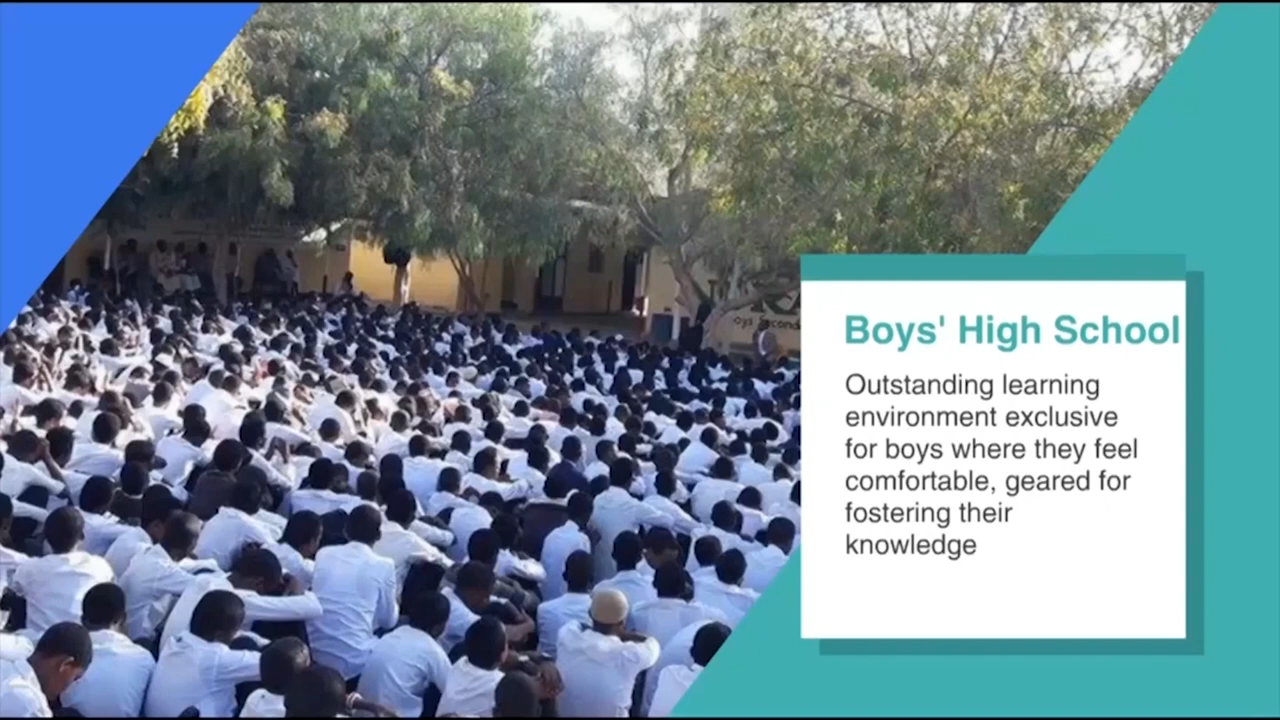 Boys' High School
Outstanding learning
environment exclusive
for boys where they feel
comfortable, geared for
fostering their
knowledge